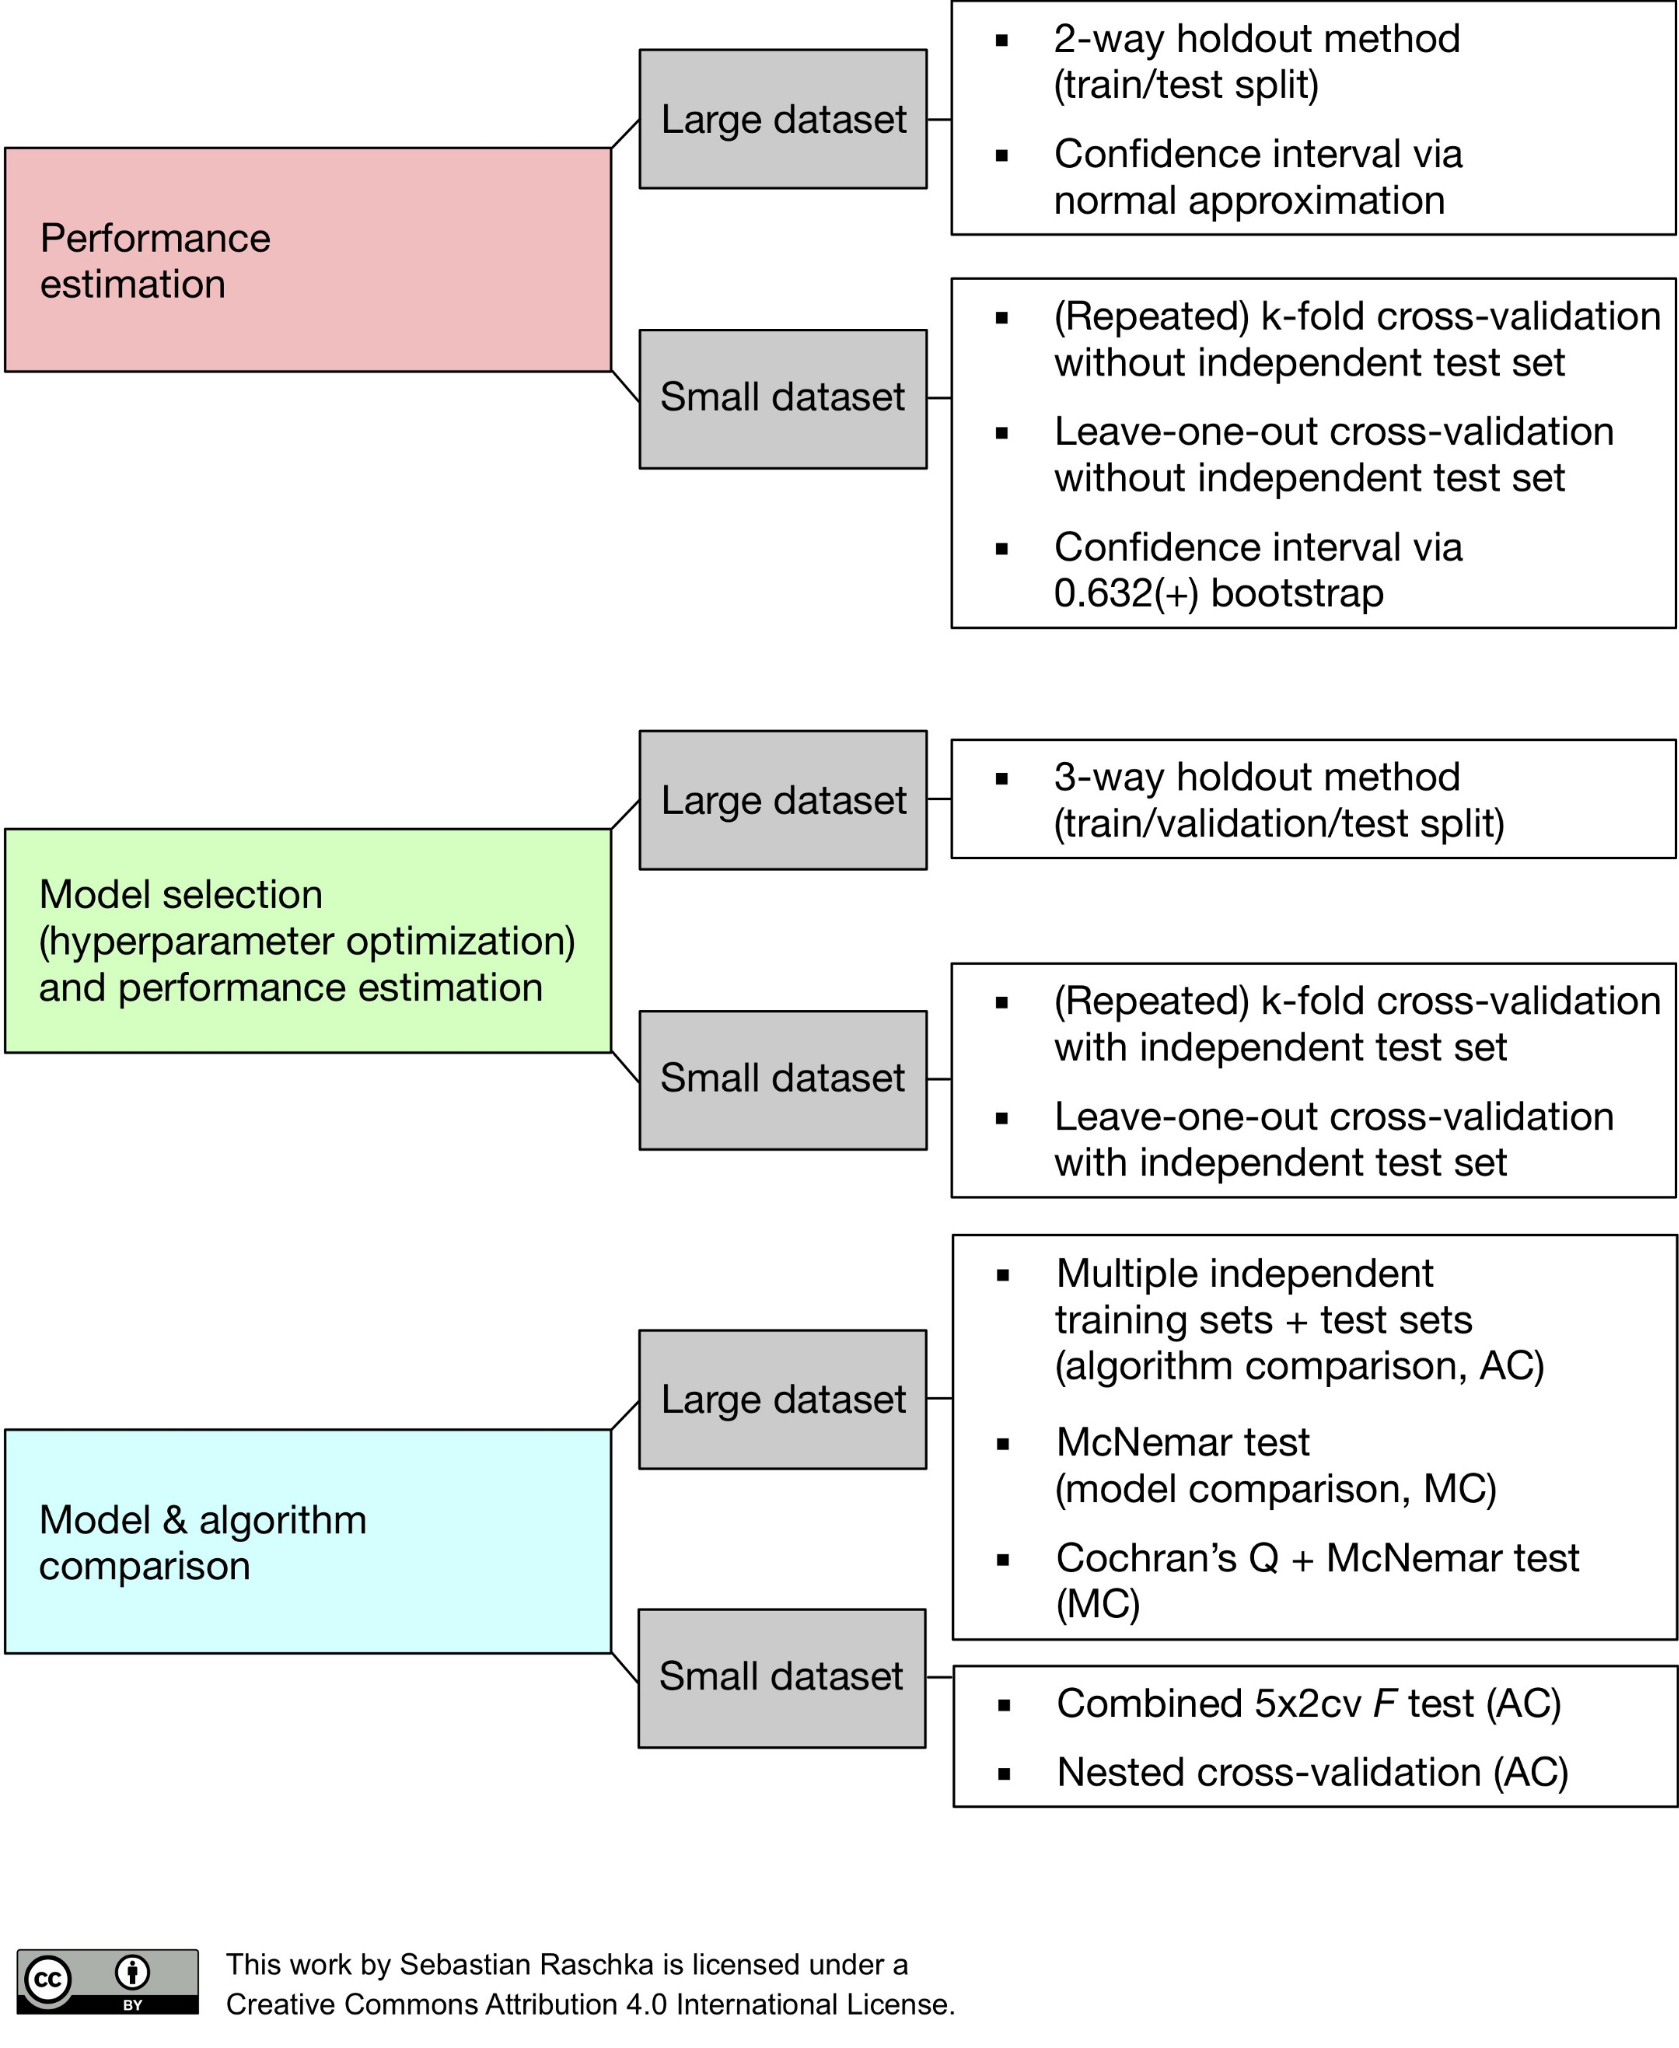 2-way holdout method
(train/test split)
Large dataset
Confidence interval via
normal approximation
Performance
estimation
(Repeated) k-fold cross-validation
without independent test set
Small dataset
Leave-one-out cross-validation
without independent test set
Confidence interval via
0.632(+) bootstrap
Large dataset
3-way holdout method
(train/validation/test split)
Model selection
(hyperparameter optimization)
and performance estimation
(Repeated) k-fold cross-validation
with independent test set
Small dataset
Leave-one-out cross-validation
with independent test set
Multiple independent
training sets + test sets
(algorithm comparison, AC)
Large dataset
McNemar test
(model comparison, MC)
Model & algorithm
comparison
Cochran’s Q + McNemar test
(MC)
Small dataset
Combined 5x2cv F test (AC)
Nested cross-validation (AC)
cc
BY
This work by Sebastian Raschka is licensed under a
Creative Commons Attribution 4.0 International License.